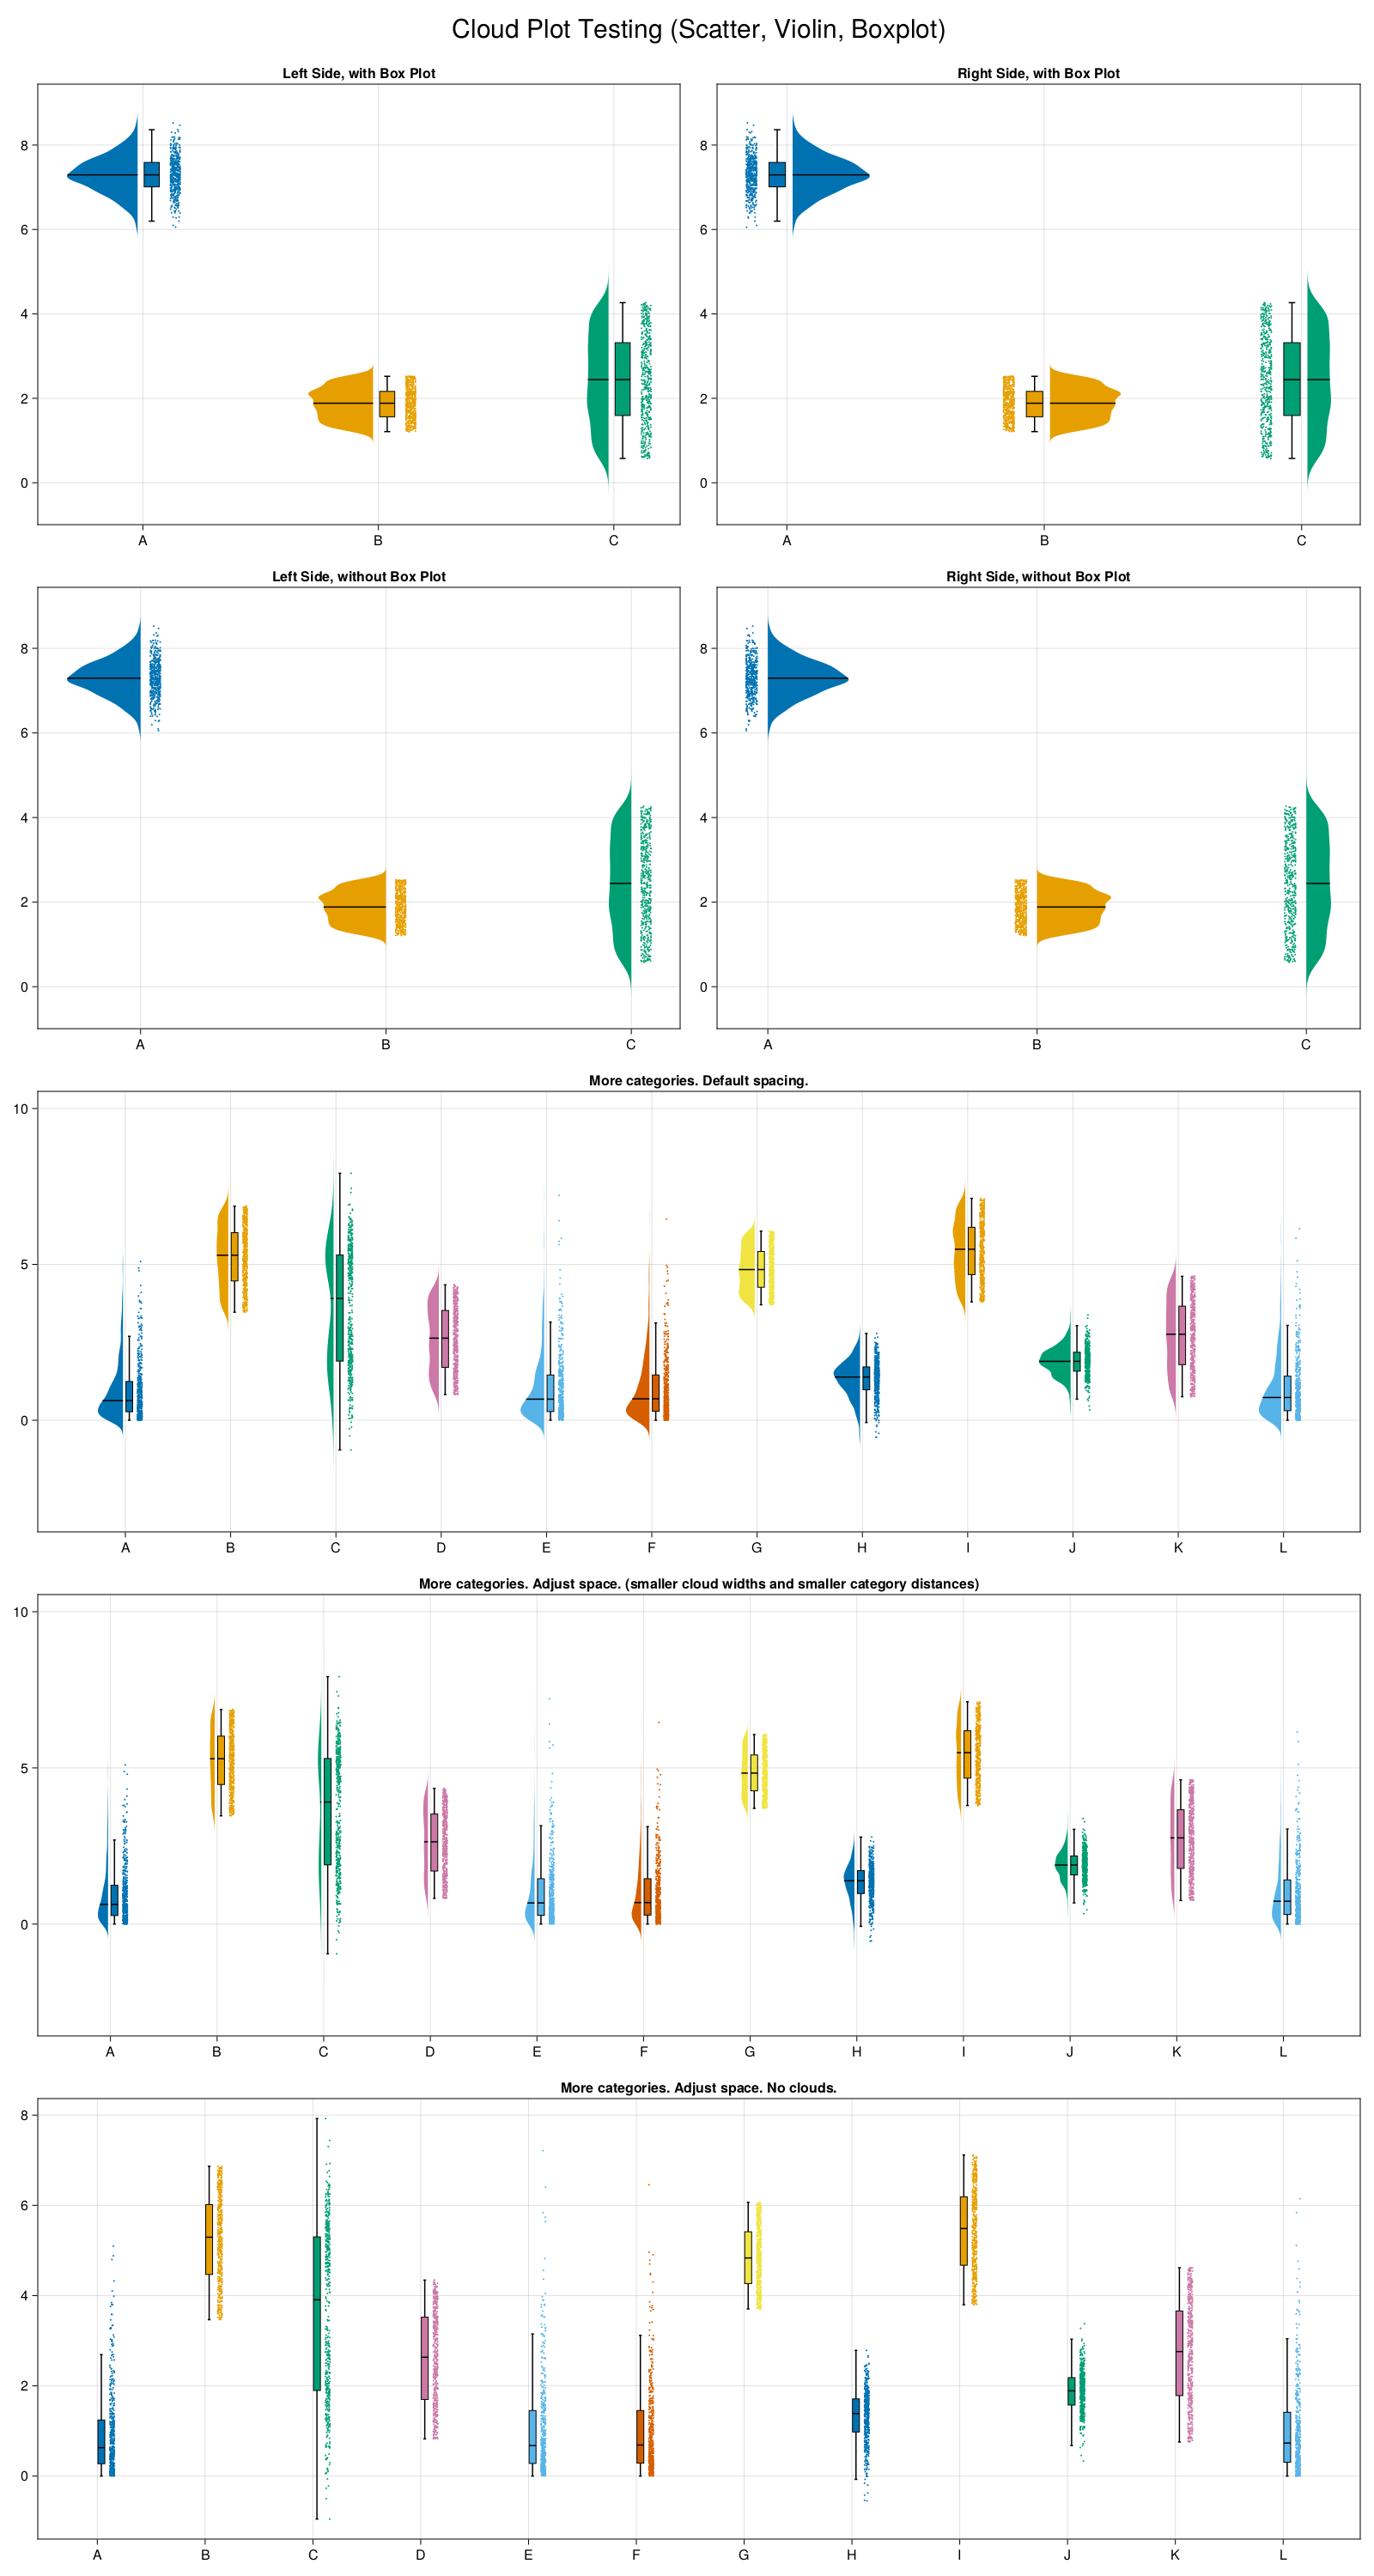 Cloud Plot Testing (Scatter, Violin, Boxplot)
Left Side, with Box Plot
8
6
4
2
0
A B C
Right Side, with Box Plot
8
6
4
2
0
A B C
Left Side, without Box Plot
8
6
4
2
0
A B C
Right Side, without Box Plot
8
6
4
2
0
A B C
More categories. Default spacing.
10
5
0
A B C D E F G H I J K L
More categories. Adjust space. (smaller cloud widths and smaller category distances)
10
5
0
A B C D E F G H I J K L
More categories. Adjust space. No clouds.
8
6
4
2
0
A B C D E F G H I J K L